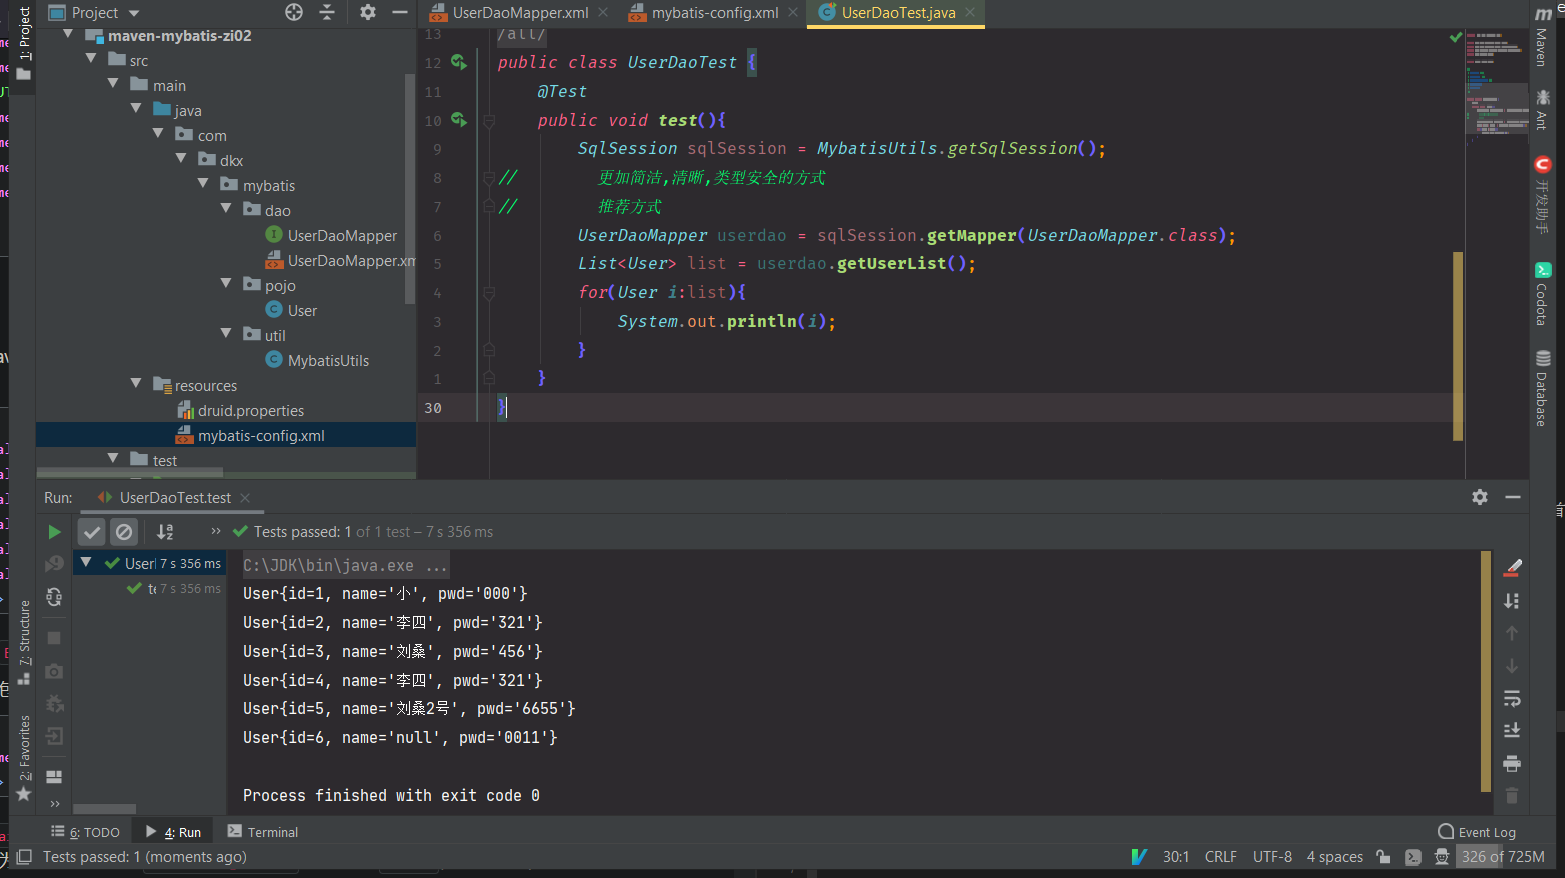 Project
UserDaoMapper.xml
mybatis-config.xml
UserDaoTest.java
1: Project
maven-mybatis-zi02
src
main
java
com
dkx
mybatis
dao
UserDaoMapper
UserDaoMapper.xm
pojo
User
util
MybatisUtils
resources
druid.properties
mybatis-config.xml
test
13 /all/
12 public class UserDaoTest {
11 @Test
10 public void test(){
9 SqlSession sqlSession = MybatisUtils.getSqlSession();
8 // 更加简洁,清晰,类型安全的方式
7 // 推荐方式
6 UserDaoMapper userdao = sqlSession.getMapper(UserDaoMapper.class);
5 List<User> list = userdao.getUserList();
4 for(User i:list){
3 System.out.println(i);
2 }
1 }
30 }
Maven
Ant
开发助手
Codota
Database
Run: UserDaoTest.test
Tests passed: 1 of 1 test – 7 s 356 ms
User 7 s 356 ms
te 7 s 356 ms
C:\JDK\bin\java.exe ...
User{id=1, name='小', pwd='000'}
User{id=2, name='李四', pwd='321'}
User{id=3, name='刘桑', pwd='456'}
User{id=4, name='李四', pwd='321'}
User{id=5, name='刘桑2号', pwd='6655'}
User{id=6, name='null', pwd='0011'}
Process finished with exit code 0
7: Structure
2: Favorites
6: TODO
4: Run
Terminal
Event Log
Tests passed: 1 (moments ago)
30:1 CRLF UTF-8 4 spaces 326 of 725M